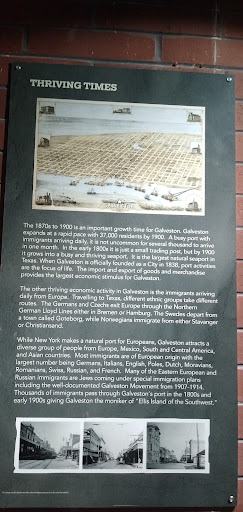 THRIVING TIMES
The 1870s to 1900 is an important growth time for Galveston. Galveston
expands at a rapid pace with 37,000 residents by 1900. A busy port with
immigrants arriving daily, it is not uncommon for several thousand to arrive
in one month. In the early 1800s it is just a small trading post, but by 1900
it grows into a busy and thriving seaport. It is the largest natural seaport in
Texas. When Galveston is officially founded as a City in 1838, port activities
are the focus of life. The import and export of goods and merchandise
provides the largest economic stimulus for Galveston.
The other thriving economic activity in Galveston is the immigrants arriving
daily from Europe. Travelling to Texas, different ethnic groups take different
routes. The Germans and Czechs exit Europe through the Northern
German Lloyd Lines either in Bremen or Hamburg. The Swedes depart from
a town called Goteborg, while Norwegians immigrate from either Stavanger
or Christiansand.
While New York makes a natural port for Europeans, Galveston attracts a
diverse group of people from Europe, Mexico, South and Central America,
and Asian countries. Most immigrants are of European origin with the
largest number being Germans, Italians, English, Poles, Dutch, Moravians,
Romanians, Swiss, Russian, and French. Many of the Eastern European and
Russian immigrants are Jews coming under special immigration plans
including the well-documented Galveston Movement from 1907-1914.
Thousands of immigrants pass through Galveston's port in the 1800s and
early 1900s giving Galveston the moniker of "Ellis Island of the Southwest."